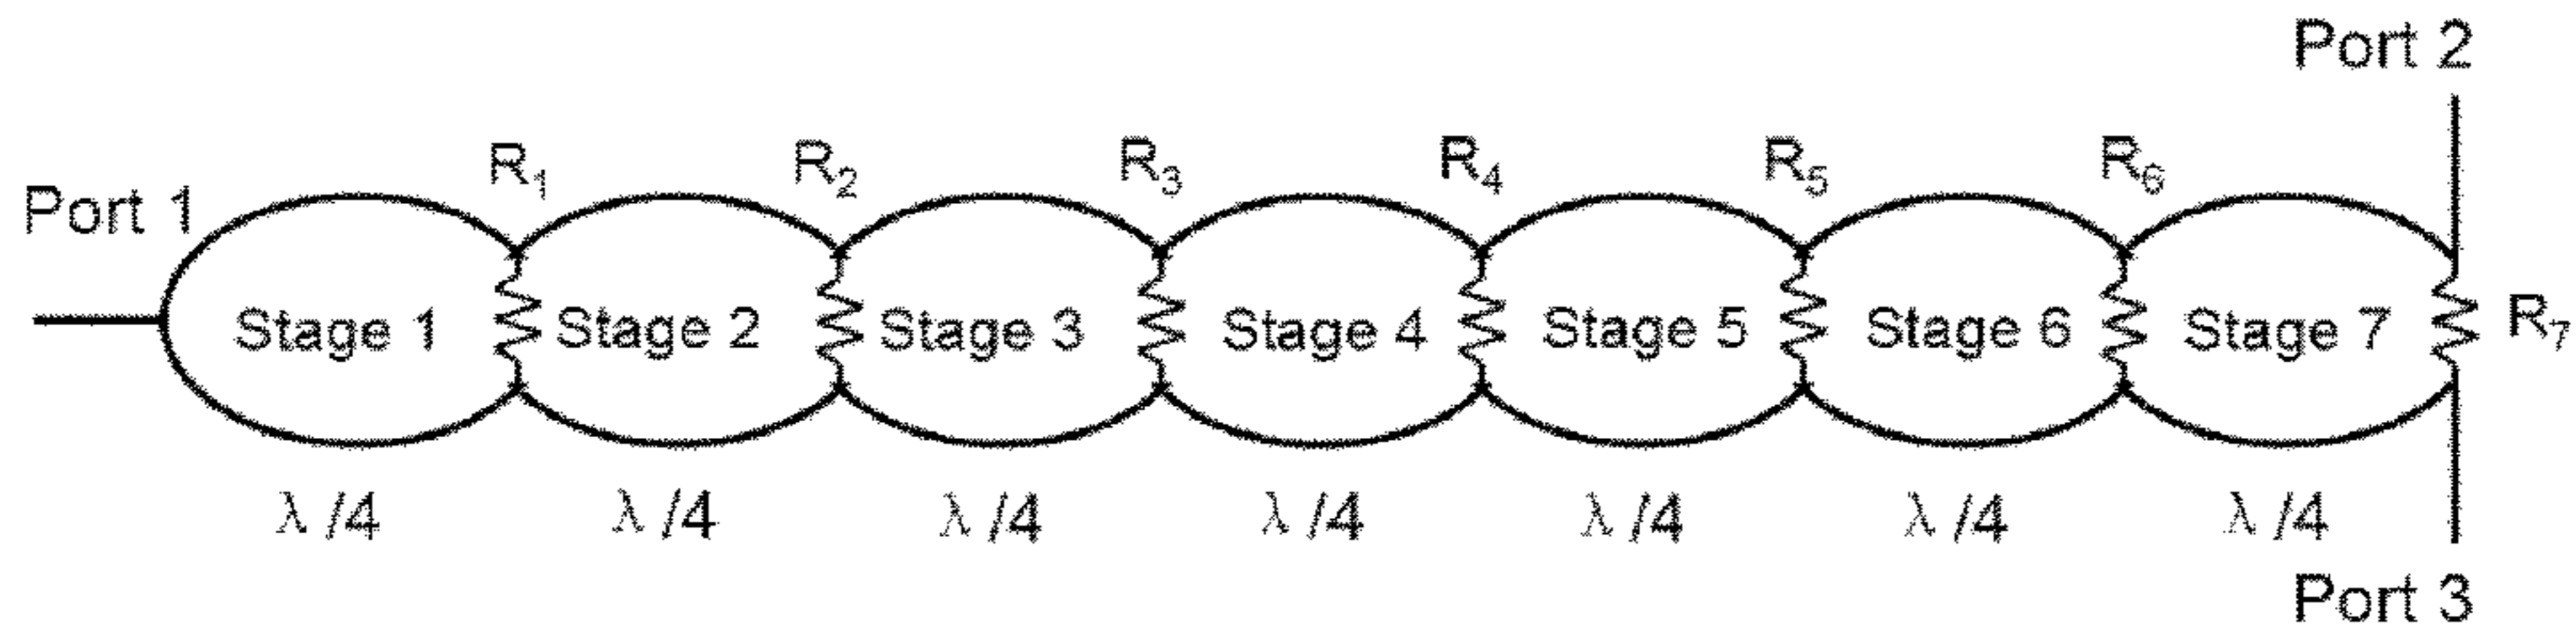 Port 2
R₁ R₂ R₃ R₄ R₅ R₆
Port 1
Stage 1 Stage 2 Stage 3 Stage 4 Stage 5 Stage 6 Stage 7 R₇
λ/4 λ/4 λ/4 λ/4 λ/4 λ/4 λ/4
Port 3